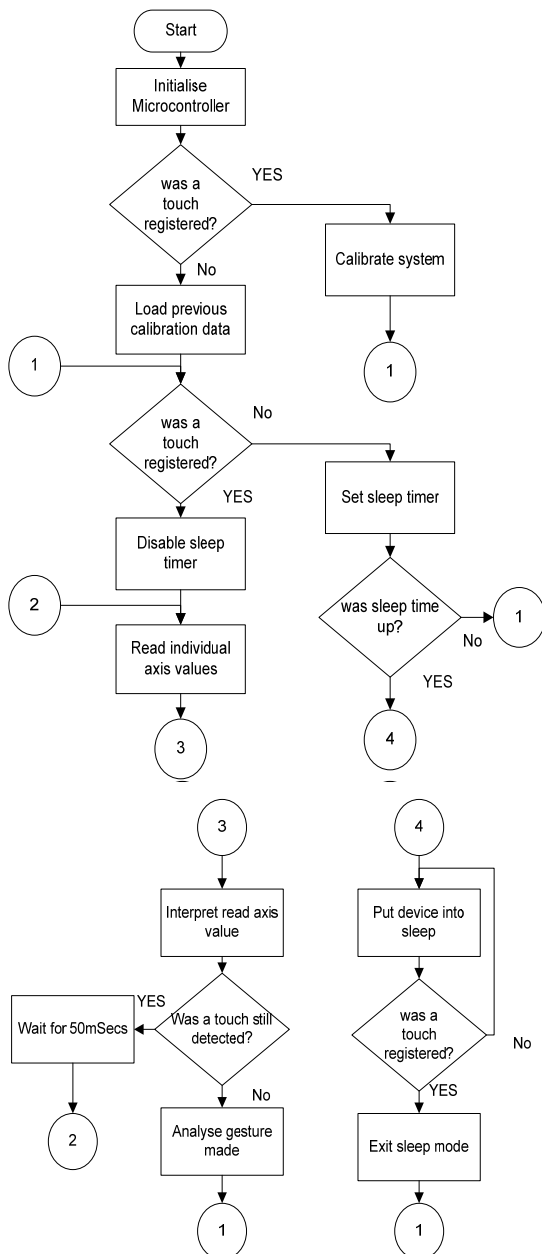 Start
Initialise
Microcontroller
was a
touch
registered?
YES
Calibrate system
1
No
Load previous
calibration data
1
was a
touch
registered?
No
Set sleep timer
was sleep time
up?
No
1
YES
4
YES
Disable sleep
timer
2
Read individual
axis values
3
3
Interpret read axis
value
Was a touch still
detected?
YES
Wait for 50mSecs
2
No
Analyse gesture
made
1
4
Put device into
sleep
was a
touch
registered?
No
YES
Exit sleep mode
1